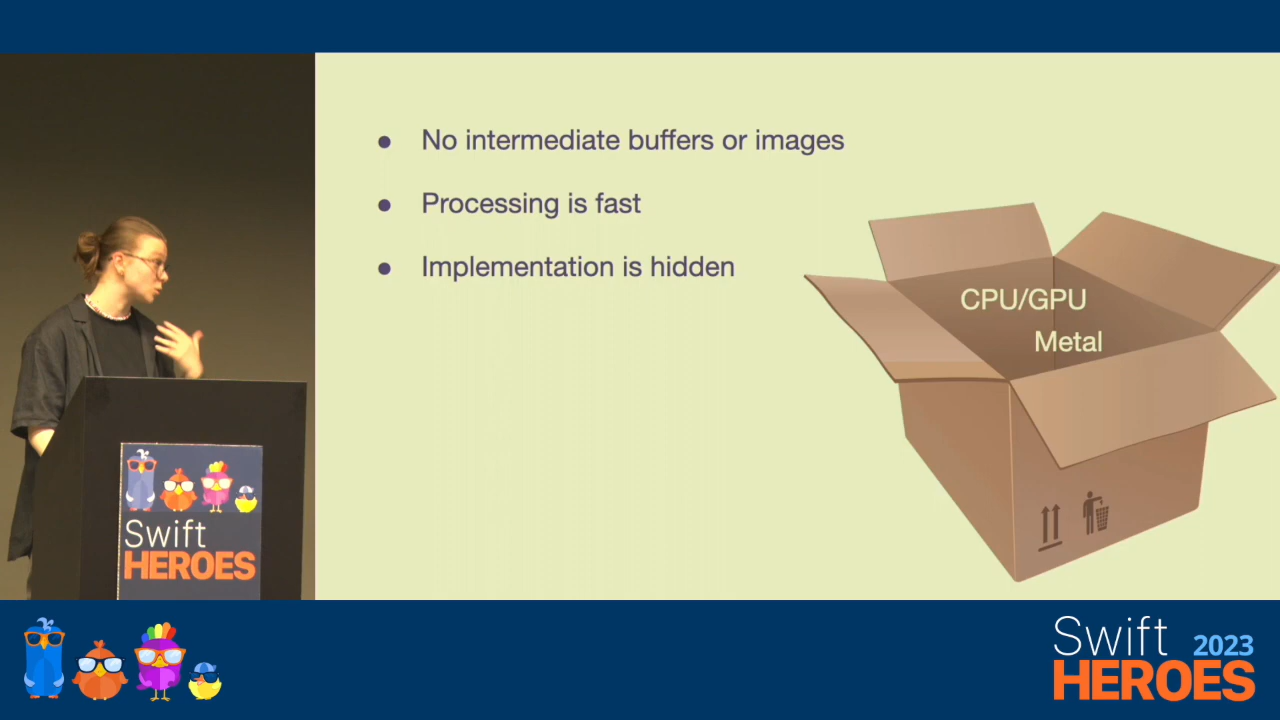 No intermediate buffers or images
Processing is fast
Implementation is hidden
CPU/GPU
Metal
Swift
HEROES
Swift 2023
HEROES